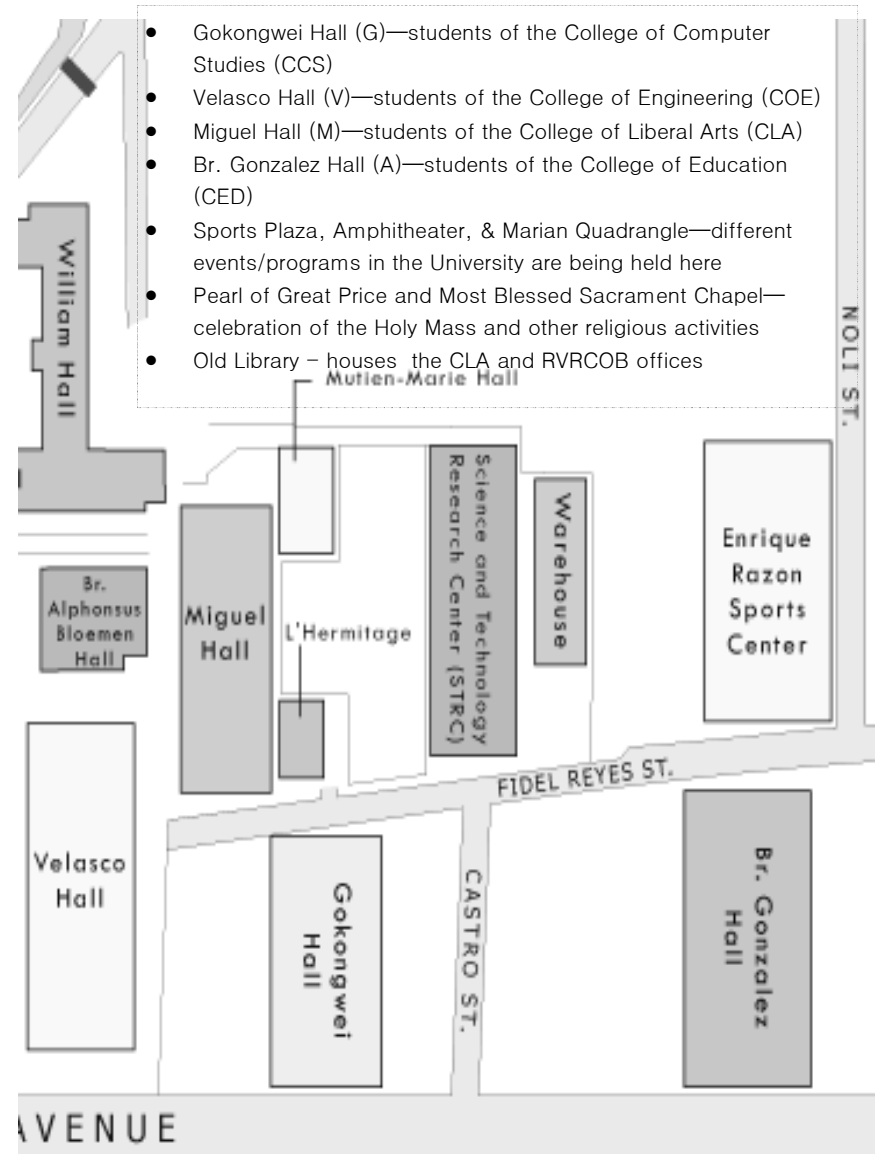 • Gokongwei Hall (G)—students of the College of Computer
Studies (CCS)
• Velasco Hall (V)—students of the College of Engineering (COE)
• Miguel Hall (M)—students of the College of Liberal Arts (CLA)
• Br. Gonzalez Hall (A)—students of the College of Education
(CED)
• Sports Plaza, Amphitheater, & Marian Quadrangle—different
events/programs in the University are being held here
• Pearl of Great Price and Most Blessed Sacrament Chapel—
celebration of the Holy Mass and other religious activities
• Old Library – houses the CLA and RVRCOB offices
William Hall
Mutien-Marie Hall
NOLI ST.
Science and Technology
Research Center (STRC)
Warehouse
Enrique
Razon
Sports
Center
Br.
Alphonsus
Bloemen
Hall
Miguel
Hall
L'Hermitage
FIDEL REYES ST.
Velasco
Hall
Gokongwei
Hall
CASTRO ST.
Br. Gonzalez
Hall
AVENUE